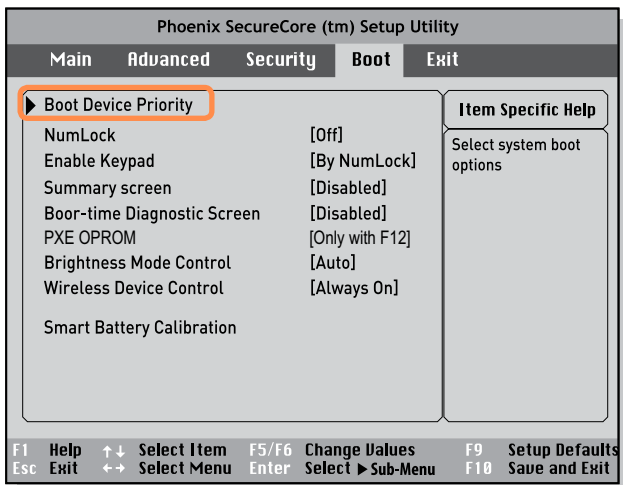 Phoenix SecureCore (tm) Setup Utility
Main Advanced Security Boot Exit
Boot Device Priority
NumLock [Off]
Enable Keypad [By NumLock]
Summary screen [Disabled]
Boor-time Diagnostic Screen [Disabled]
PXE OPROM [Only with F12]
Brightness Mode Control [Auto]
Wireless Device Control [Always On]
Smart Battery Calibration
Item Specific Help
Select system boot
options
F1 Help ↑↓ Select Item F5/F6 Change Values F9 Setup Defaults
Esc Exit ←→ Select Menu Enter Select ▶ Sub-Menu F10 Save and Exit